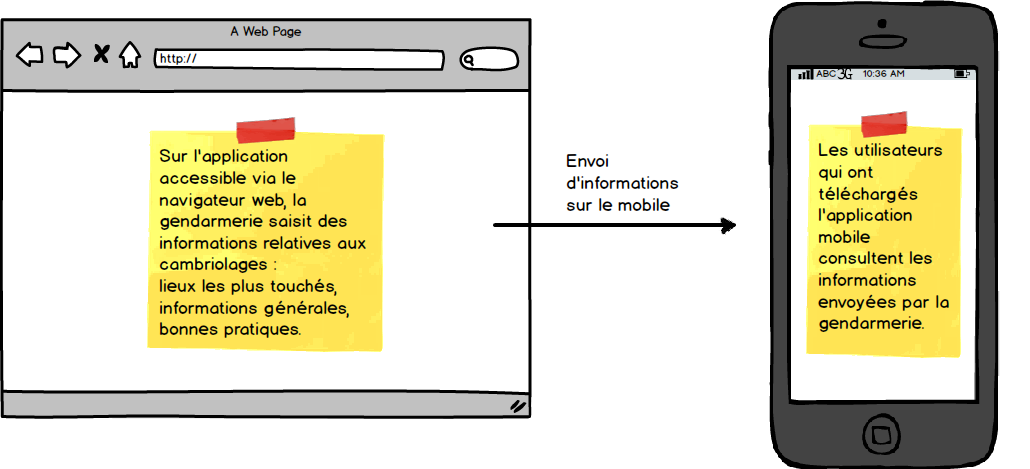 A Web Page
http://
Sur l'application
accessible via le
navigateur web, la
gendarmerie saisit des
informations relatives aux
cambriolages :
lieux les plus touchés,
informations générales,
bonnes pratiques.
Envoi
d'informations
sur le mobile
ABC 3G 10:36 AM
Les utilisateurs
qui ont
téléchargés
l'application
mobile
consultent les
informations
envoyées par la
gendarmerie.